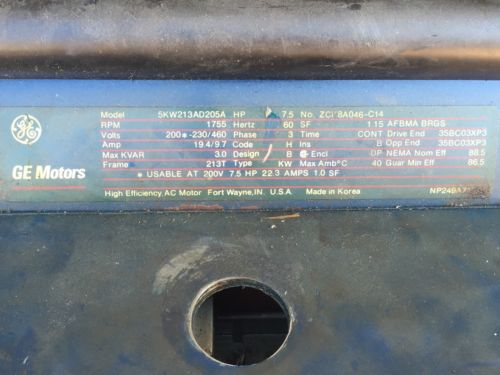 GE
GE Motors
Model 5KW213AD205A HP 7.5 No. ZCI 8A046-C14
RPM 1755 Hertz 60 SF 1.15 AFBMA BRGS
Volts 200*-230/460 Phase 3 Time CONT Drive End 35BC03XP3
Amp 19.4/9.7 Code H Ins B Opp End 35BC03XP3
Max KVAR 3.0 Design B Encl DP NEMA Nom Eff 88.5
Frame 213T Type KW Max Amb°C 40 Guar Min Eff 86.5
* USABLE AT 200V 7.5 HP 22.3 AMPS 1.0 SF
High Efficiency AC Motor Fort Wayne, IN. U.S.A. Made in Korea